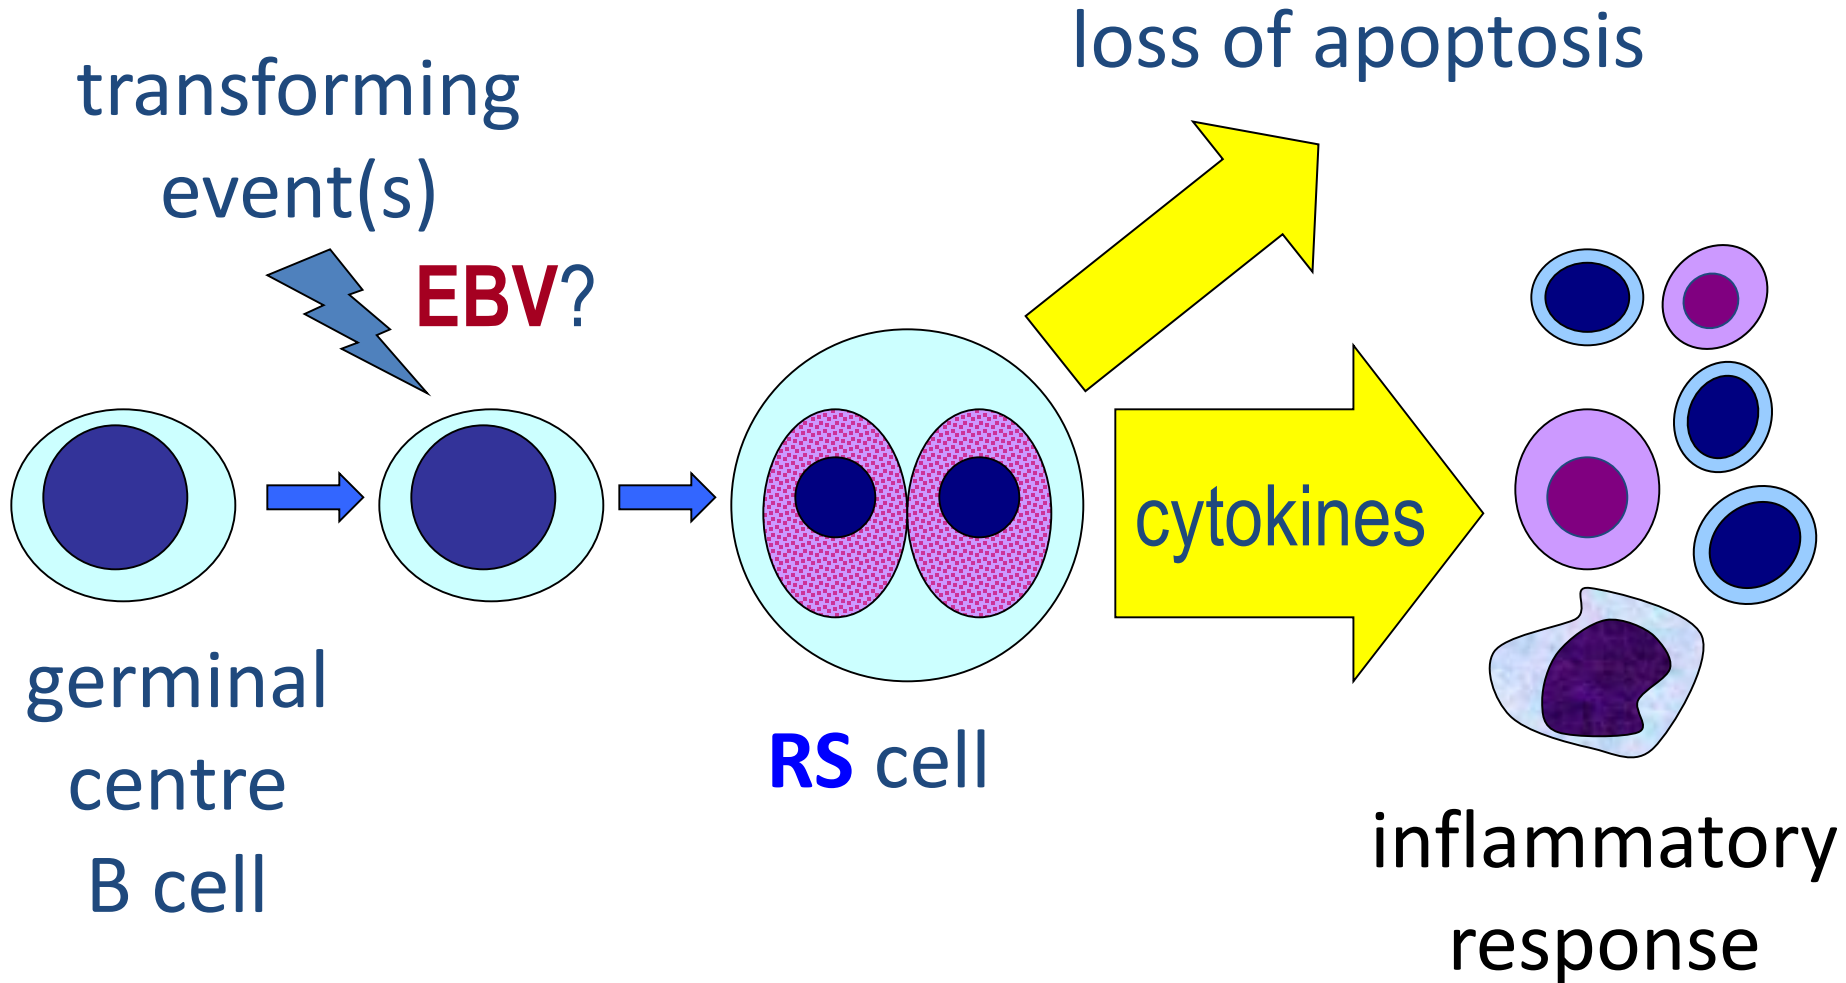 transforming
event(s)
EBV?
loss of apoptosis
cytokines
germinal
centre
B cell
RS cell
inflammatory
response